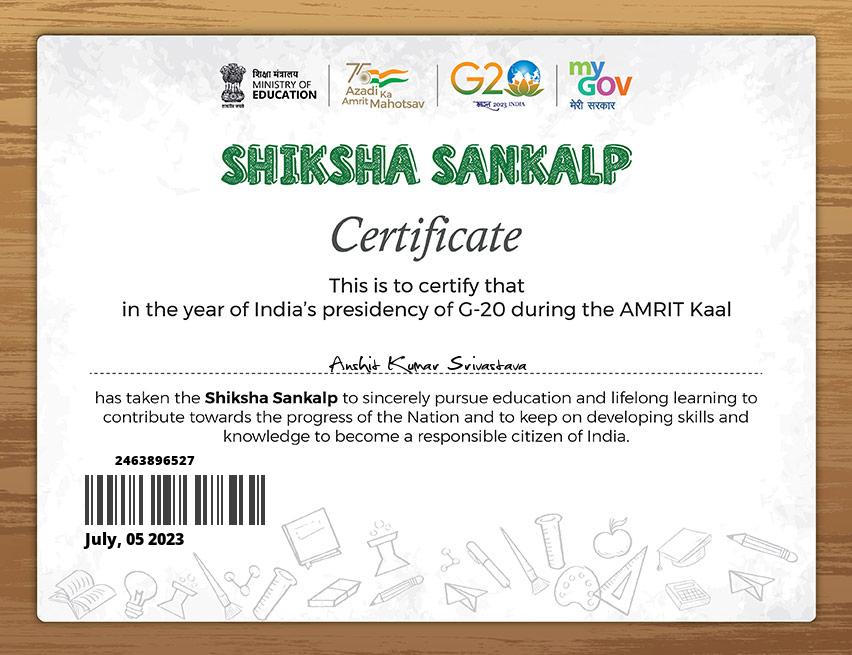 शिक्षा मंत्रालय
MINISTRY OF
EDUCATION
75
Azadi Ka
Amrit Mahotsav
G20
भारत 2023 INDIA
my
GOV
मेरी सरकार
SHIKSHA SANKALP
Certificate
This is to certify that
in the year of India's presidency of G-20 during the AMRIT Kaal
Anshit Kumar Srivastava
has taken the Shiksha Sankalp to sincerely pursue education and lifelong learning to
contribute towards the progress of the Nation and to keep on developing skills and
knowledge to become a responsible citizen of India.
2463896527
July, 05 2023